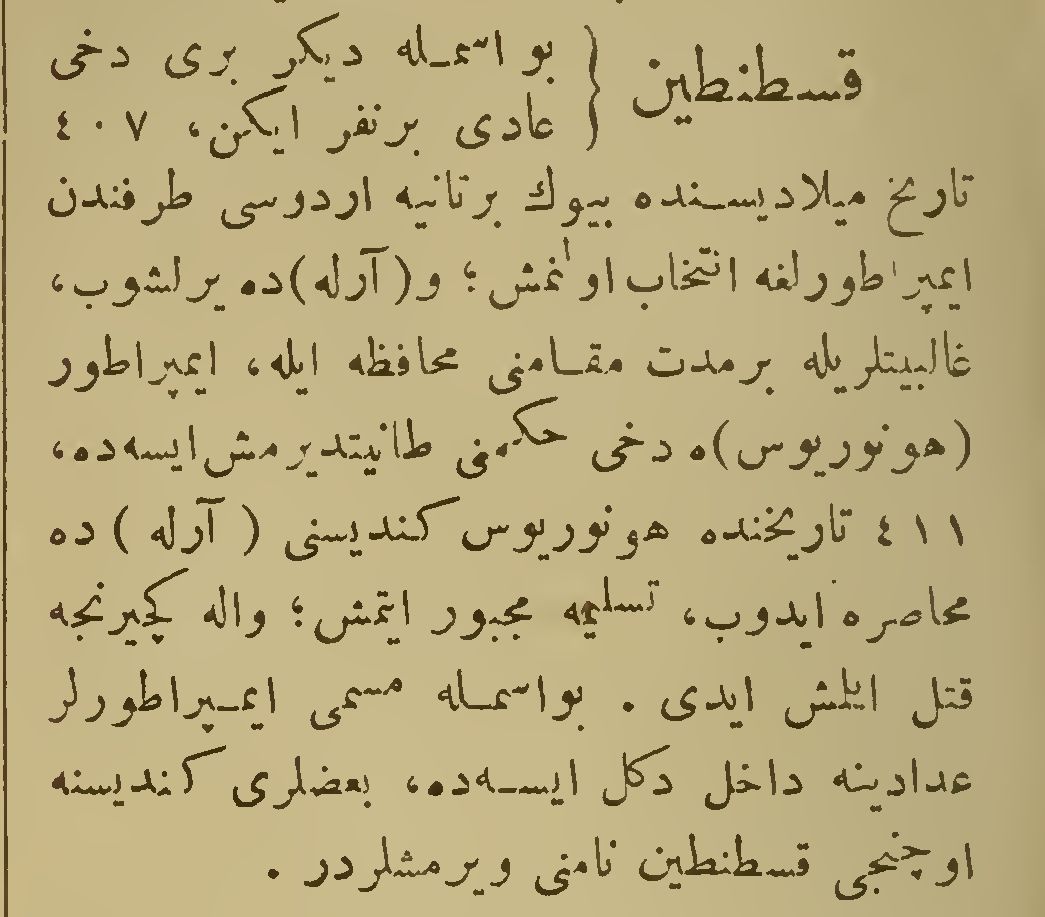 قسطنطین { بو اسمله دیکر بری دخی
عادی برنفر ایکن، ٤٠٧
تاریخ میلادیسنده بیوك برتانیه اردوسی طرفندن
ایمپراطورلغه انتخاب اولنمش؛ و(آرله)ده یرلشوب،
غالبیتلریله برمدت مقامنی محافظه ایله، ایمپراطور
(هونوریوس)ه دخی حکمنی طانیتدیرمش ایسه‌ده،
٤١١ تاریخنده هونوریوس کندیسنی (آرله) ده
محاصره ایدوب، تسلیمه مجبور ایتمش؛ واله کچیرنجه
قتل ایلمش ایدی. بواسمله مسمی ایمپراطورلر
عدادینه داخل دکل ایسه‌ده، بعضلری کندیسنه
اوچنجی قسطنطین نامنی ویرمشلردر.